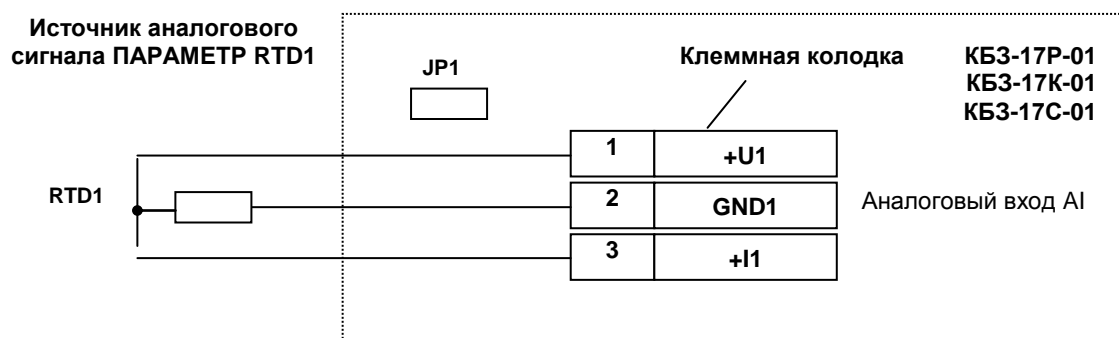 Источник аналогового
сигнала ПАРАМЕТР RTD1
JP1
Клеммная колодка
КБЗ-17Р-01
КБЗ-17К-01
КБЗ-17С-01
1
+U1
RTD1
2
GND1
Аналоговый вход AI
3
+I1